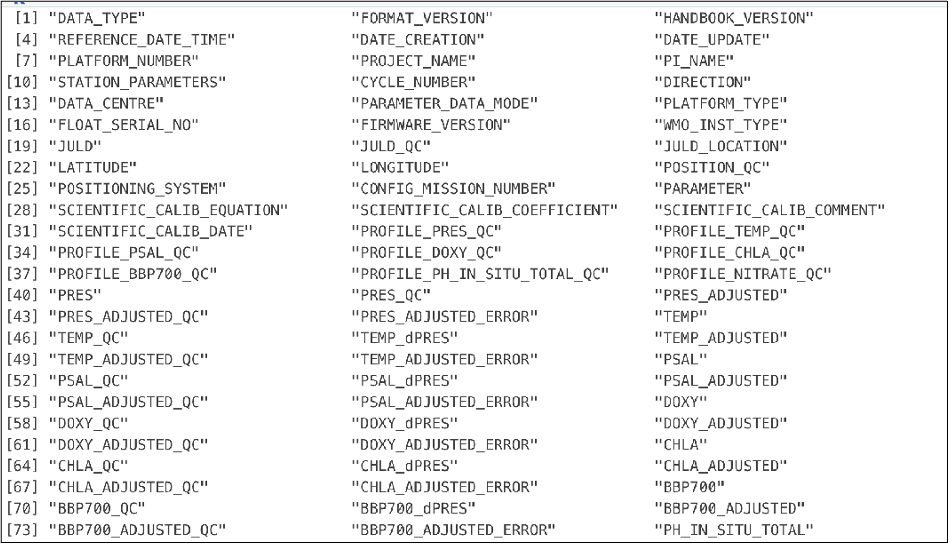 [1] "DATA_TYPE" "FORMAT_VERSION" "HANDBOOK_VERSION"
[4] "REFERENCE_DATE_TIME" "DATE_CREATION" "DATE_UPDATE"
[7] "PLATFORM_NUMBER" "PROJECT_NAME" "PI_NAME"
[10] "STATION_PARAMETERS" "CYCLE_NUMBER" "DIRECTION"
[13] "DATA_CENTRE" "PARAMETER_DATA_MODE" "PLATFORM_TYPE"
[16] "FLOAT_SERIAL_NO" "FIRMWARE_VERSION" "WMO_INST_TYPE"
[19] "JULD" "JULD_QC" "JULD_LOCATION"
[22] "LATITUDE" "LONGITUDE" "POSITION_QC"
[25] "POSITIONING_SYSTEM" "CONFIG_MISSION_NUMBER" "PARAMETER"
[28] "SCIENTIFIC_CALIB_EQUATION" "SCIENTIFIC_CALIB_COEFFICIENT" "SCIENTIFIC_CALIB_COMMENT"
[31] "SCIENTIFIC_CALIB_DATE" "PROFILE_PRES_QC" "PROFILE_TEMP_QC"
[34] "PROFILE_PSAL_QC" "PROFILE_DOXY_QC" "PROFILE_CHLA_QC"
[37] "PROFILE_BBP700_QC" "PROFILE_PH_IN_SITU_TOTAL_QC" "PROFILE_NITRATE_QC"
[40] "PRES" "PRES_QC" "PRES_ADJUSTED"
[43] "PRES_ADJUSTED_QC" "PRES_ADJUSTED_ERROR" "TEMP"
[46] "TEMP_QC" "TEMP_dPRES" "TEMP_ADJUSTED"
[49] "TEMP_ADJUSTED_QC" "TEMP_ADJUSTED_ERROR" "PSAL"
[52] "PSAL_QC" "PSAL_dPRES" "PSAL_ADJUSTED"
[55] "PSAL_ADJUSTED_QC" "PSAL_ADJUSTED_ERROR" "DOXY"
[58] "DOXY_QC" "DOXY_dPRES" "DOXY_ADJUSTED"
[61] "DOXY_ADJUSTED_QC" "DOXY_ADJUSTED_ERROR" "CHLA"
[64] "CHLA_QC" "CHLA_dPRES" "CHLA_ADJUSTED"
[67] "CHLA_ADJUSTED_QC" "CHLA_ADJUSTED_ERROR" "BBP700"
[70] "BBP700_QC" "BBP700_dPRES" "BBP700_ADJUSTED"
[73] "BBP700_ADJUSTED_QC" "BBP700_ADJUSTED_ERROR" "PH_IN_SITU_TOTAL"